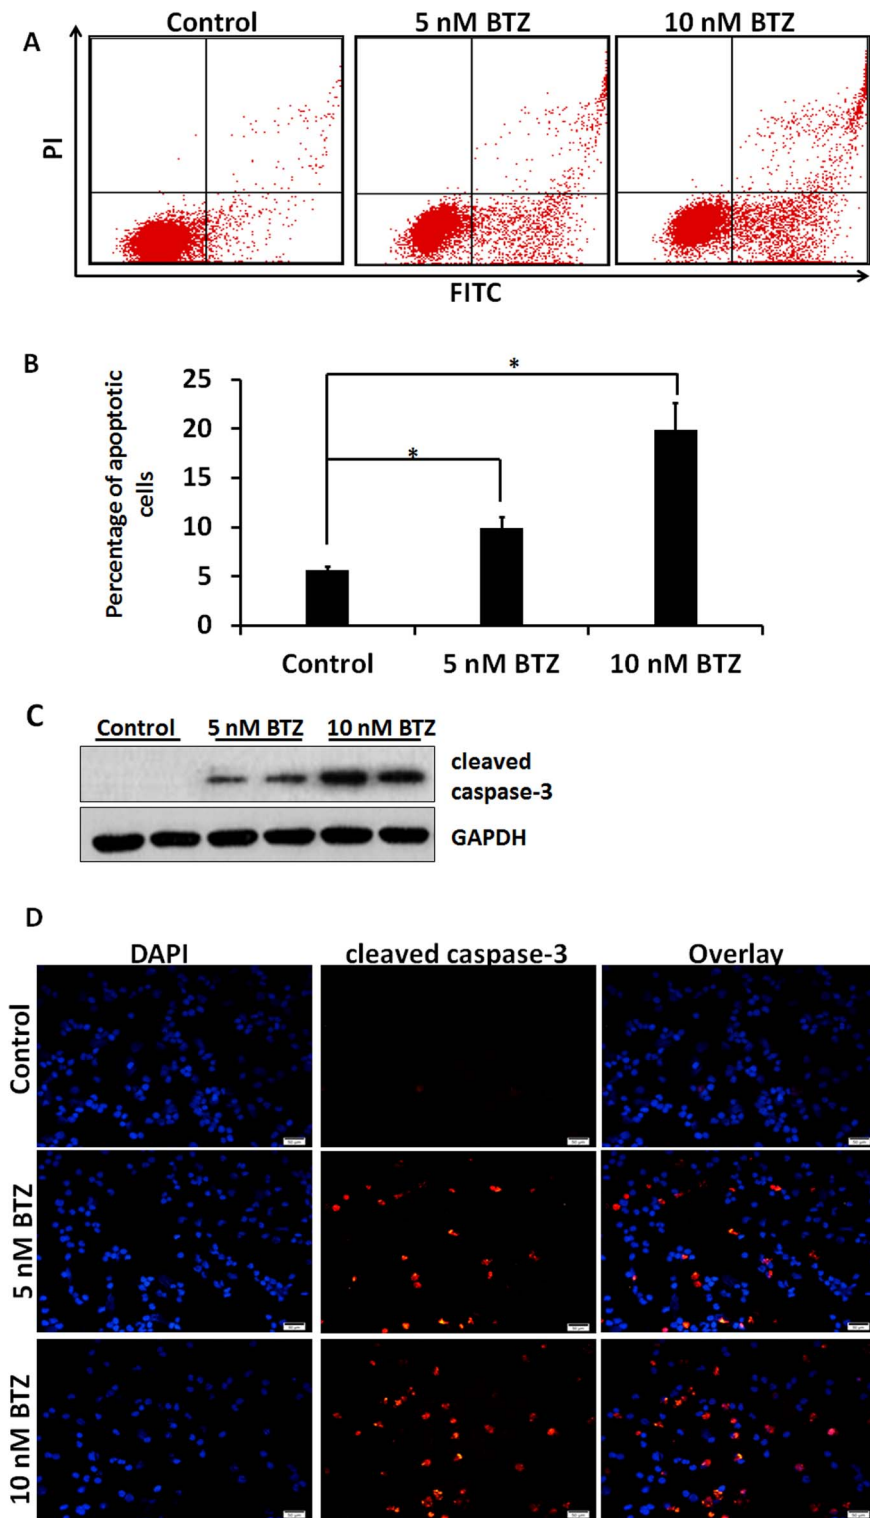 A
Control
5 nM BTZ
10 nM BTZ
PI
FITC
B
Percentage of apoptotic
cells
25
20
15
10
5
0
*
*
Control
5 nM BTZ
10 nM BTZ
C
Control
5 nM BTZ
10 nM BTZ
cleaved
caspase-3
GAPDH
D
DAPI
cleaved caspase-3
Overlay
Control
5 nM BTZ
10 nM BTZ